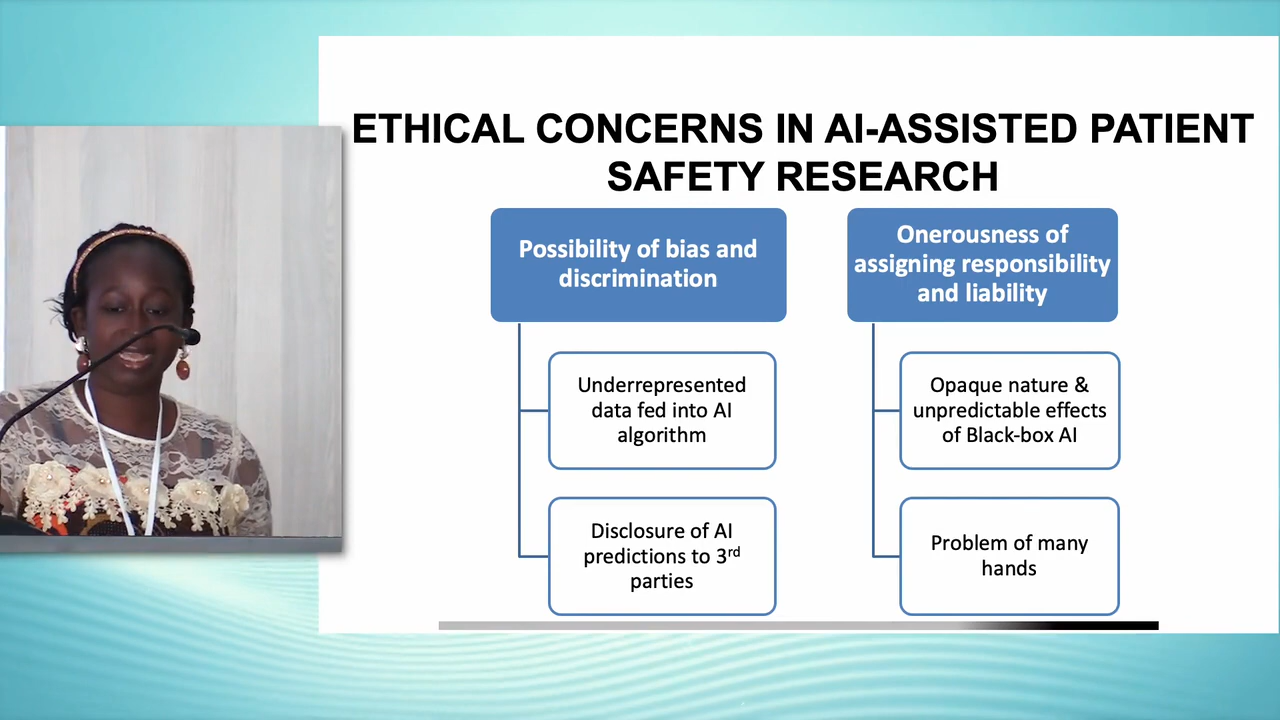 ETHICAL CONCERNS IN AI-ASSISTED PATIENT
SAFETY RESEARCH
Possibility of bias and
discrimination
Underrepresented
data fed into AI
algorithm
Disclosure of AI
predictions to 3rd
parties
Onerousness of
assigning responsibility
and liability
Opaque nature &
unpredictable effects
of Black-box AI
Problem of many
hands